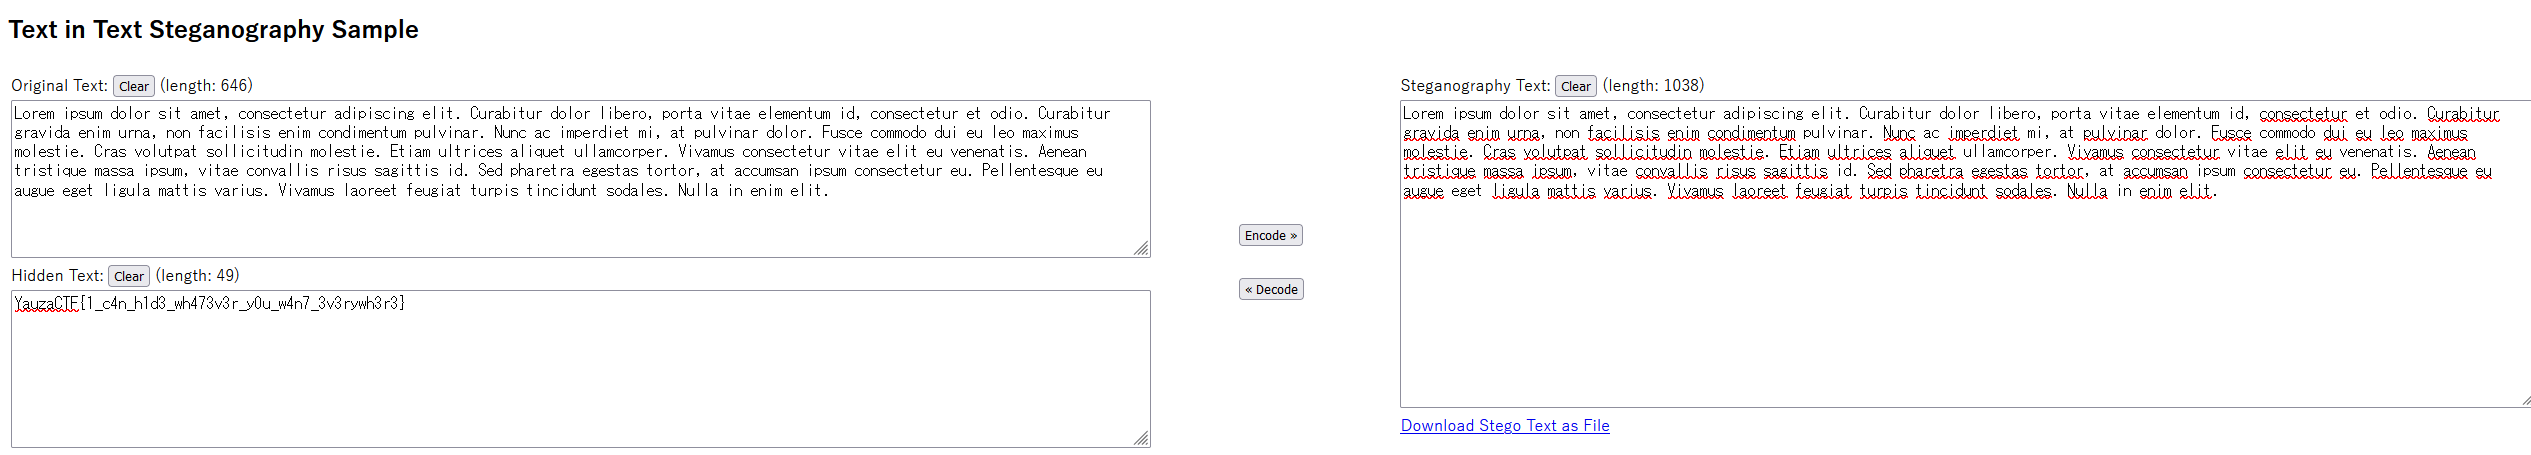 Text in Text Steganography Sample
Original Text: Clear (length: 646)
Lorem ipsum dolor sit amet, consectetur adipiscing elit. Curabitur dolor libero, porta vitae elementum id, consectetur et odio. Curabitur
gravida enim urna, non facilisis enim condimentum pulvinar. Nunc ac imperdiet mi, at pulvinar dolor. Fusce commodo dui eu leo maximus
molestie. Cras volutpat sollicitudin molestie. Etiam ultrices aliquet ullamcorper. Vivamus consectetur vitae elit eu venenatis. Aenean
tristique massa ipsum, vitae convallis risus sagittis id. Sed pharetra egestas tortor, at accumsan ipsum consectetur eu. Pellentesque eu
augue eget ligula mattis varius. Vivamus laoreet feugiat turpis tincidunt sodales. Nulla in enim elit.
Hidden Text: Clear (length: 49)
YauzaCTF{1_c4n_h1d3_wh473v3r_y0u_w4n7_3v3rywh3r3}
Encode »
« Decode
Steganography Text: Clear (length: 1038)
Lorem ipsum dolor sit amet, consectetur adipiscing elit. Curabitur dolor libero, porta vitae elementum id, consectetur et odio. Curabitur
gravida enim urna, non facilisis enim condimentum pulvinar. Nunc ac imperdiet mi, at pulvinar dolor. Fusce commodo dui eu leo maximus
molestie. Cras volutpat sollicitudin molestie. Etiam ultrices aliquet ullamcorper. Vivamus consectetur vitae elit eu venenatis. Aenean
tristique massa ipsum, vitae convallis risus sagittis id. Sed pharetra egestas tortor, at accumsan ipsum consectetur eu. Pellentesque eu
augue eget ligula mattis varius. Vivamus laoreet feugiat turpis tincidunt sodales. Nulla in enim elit.
Download Stego Text as File